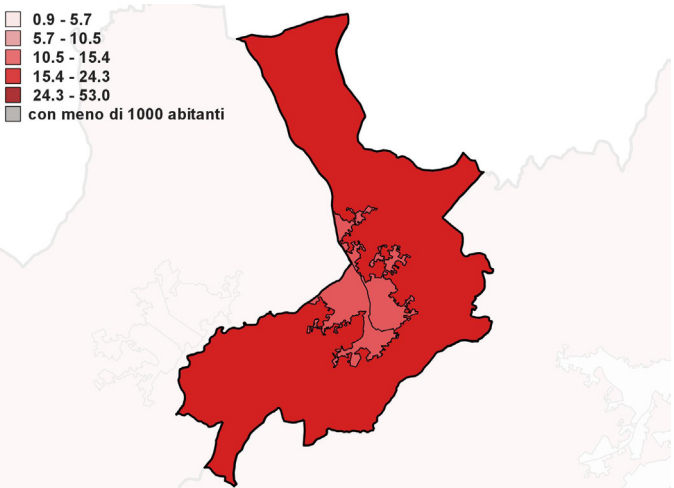 0.9 - 5.7
5.7 - 10.5
10.5 - 15.4
15.4 - 24.3
24.3 - 53.0
con meno di 1000 abitanti